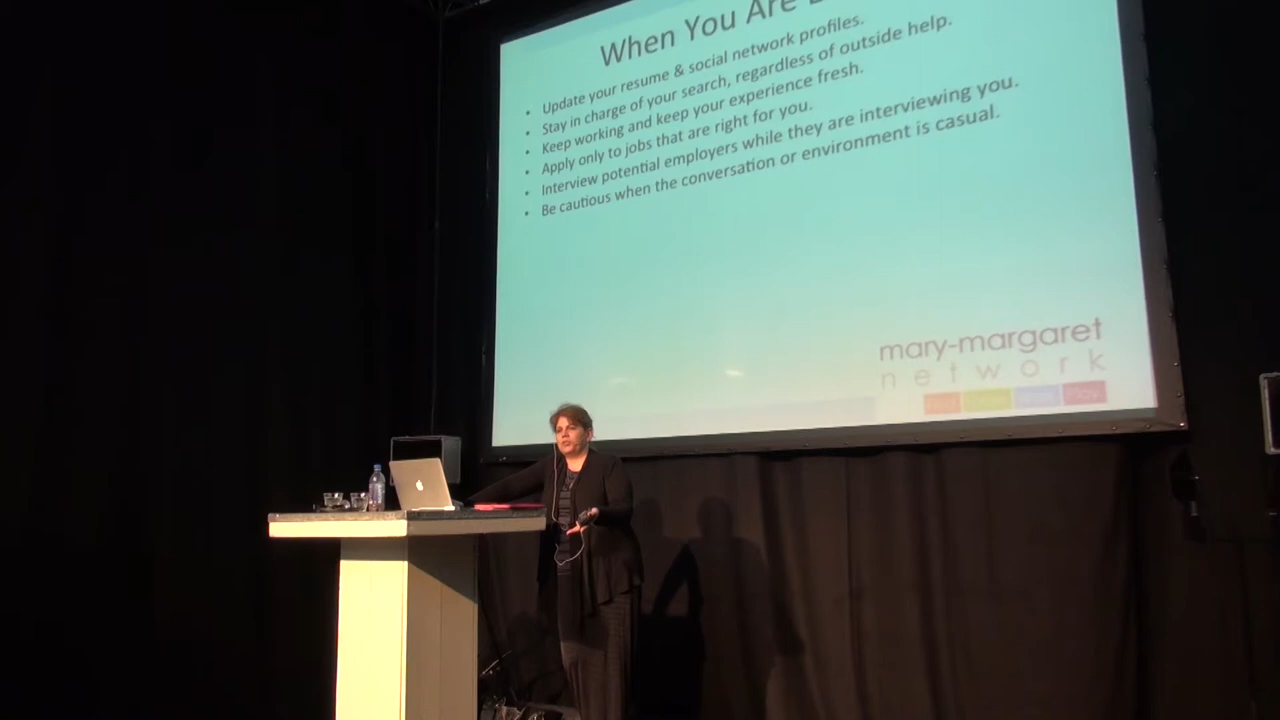 When You Are
• Update your resume & social network profiles.
• Stay in charge of your search, regardless of outside help.
• Keep working and keep your experience fresh.
• Apply only to jobs that are right for you.
• Interview potential employers while they are interviewing you.
• Be cautious when the conversation or environment is casual.
mary-margaret
network
Play.